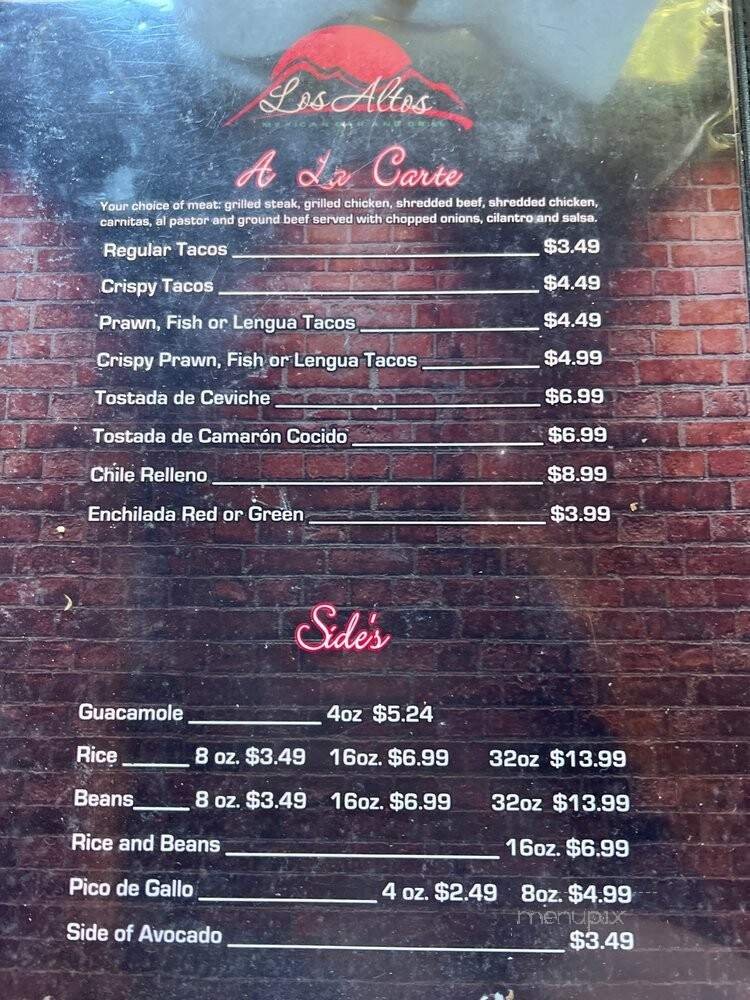 Los Altos
MEXICAN BAR AND GRILL
A La Carte
Your choice of meat: grilled steak, grilled chicken, shredded beef, shredded chicken,
carnitas, al pastor and ground beef served with chopped onions, cilantro and salsa.
Regular Tacos $3.49
Crispy Tacos $4.49
Prawn, Fish or Lengua Tacos $4.49
Crispy Prawn, Fish or Lengua Tacos $4.99
Tostada de Ceviche $6.99
Tostada de Camarón Cocido $6.99
Chile Relleno $8.99
Enchilada Red or Green $3.99
Side's
Guacamole 4oz $5.24
Rice 8 oz. $3.49 16oz. $6.99 32oz $13.99
Beans 8 oz. $3.49 16oz. $6.99 32oz $13.99
Rice and Beans 16oz. $6.99
Pico de Gallo 4 oz. $2.49 8oz. $4.99
menupix
Side of Avocado $3.49